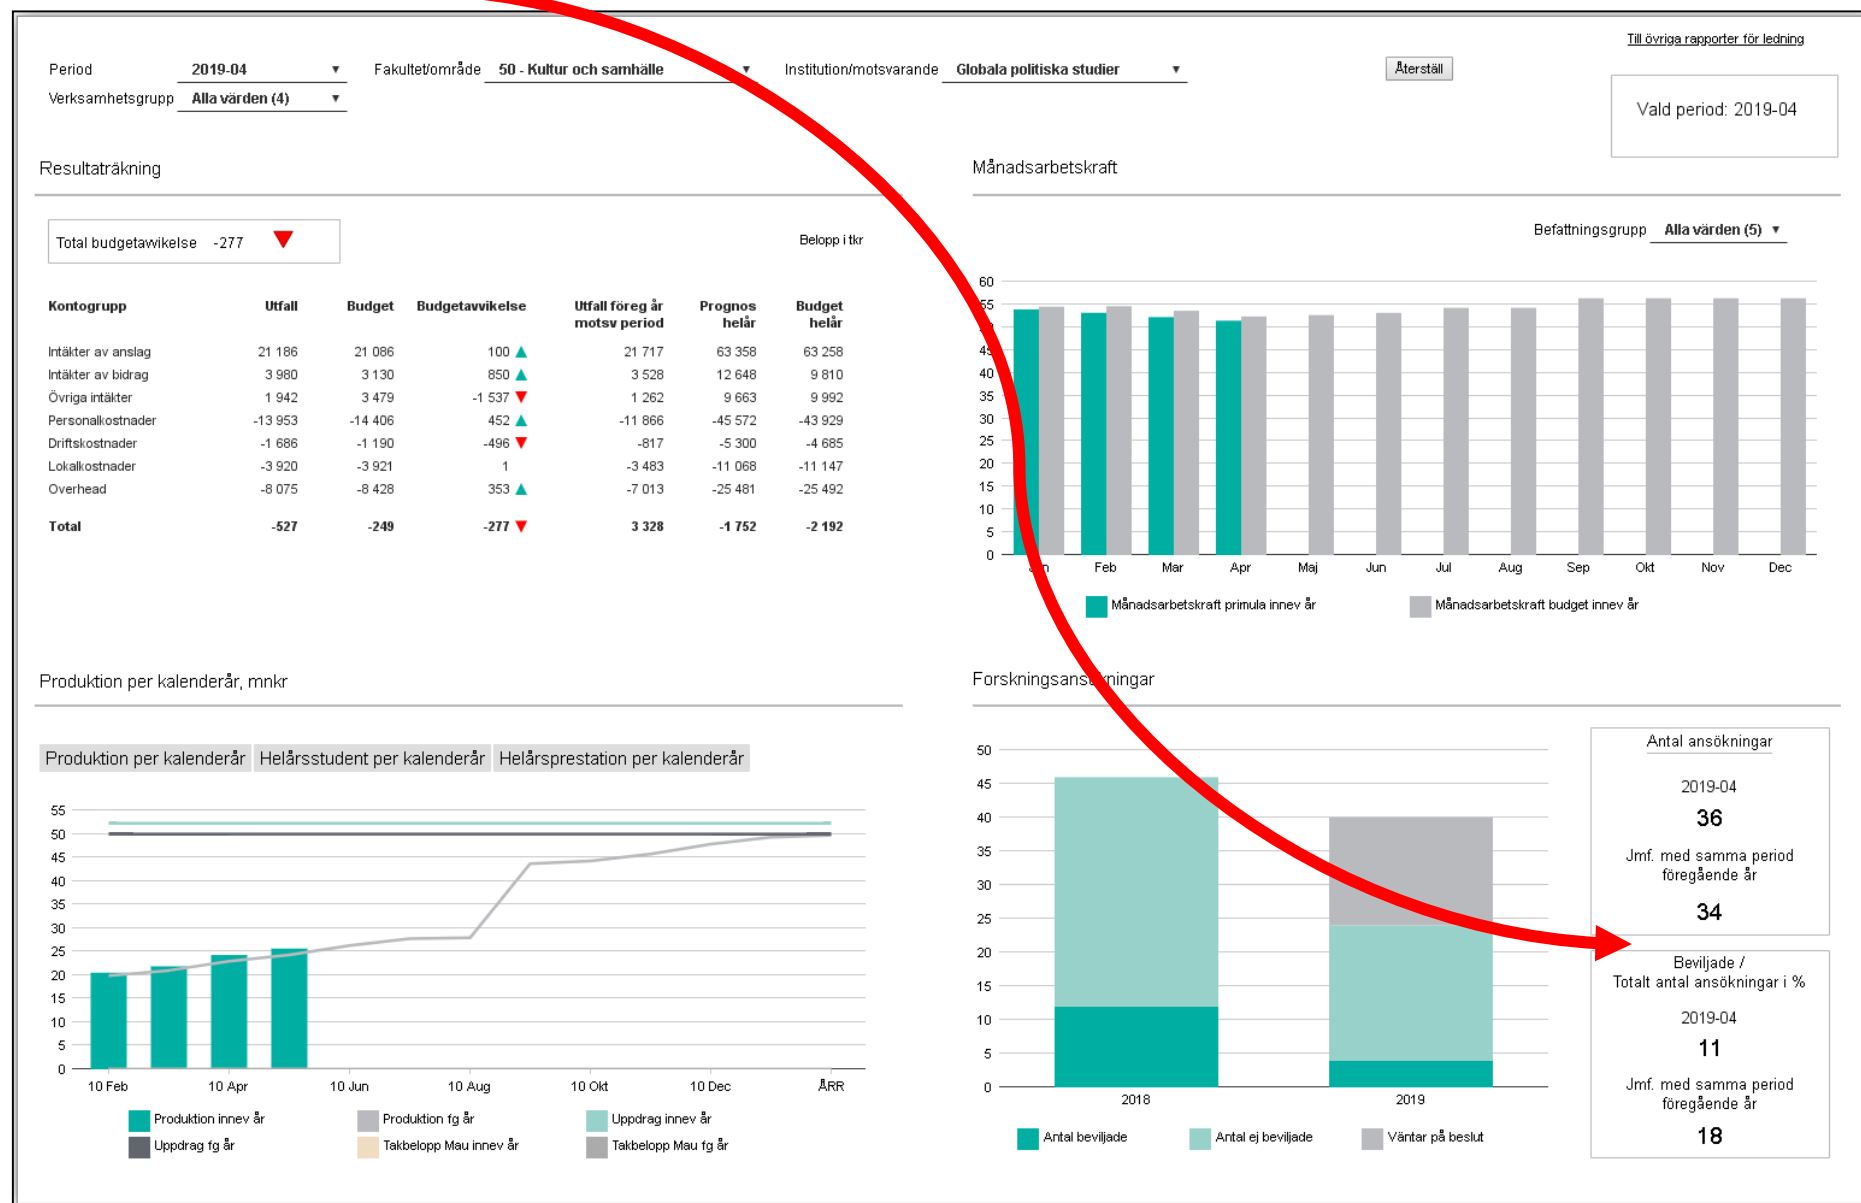 Till övriga rapporter för ledning
Period 2019-04 Fakultet/område 50 - Kultur och samhälle Institution/motsvarande Globala politiska studier Återställ
Verksamhetsgrupp Alla värden (4)
Vald period: 2019-04
Resultaträkning
Total budgetavvikelse -277
Belopp i tkr
Kontogrupp Utfall Budget Budgetavvikelse Utfall föreg år motsv period Prognos helår Budget helår
Intäkter av anslag 21 186 21 086 100 21 717 63 358 63 258
Intäkter av bidrag 3 980 3 130 850 3 528 12 648 9 810
Övriga intäkter 1 942 3 479 -1 537 1 262 9 663 9 992
Personalkostnader -13 953 -14 406 452 -11 866 -45 572 -43 929
Driftskostnader -1 686 -1 190 -496 -817 -5 300 -4 685
Lokalkostnader -3 920 -3 921 1 -3 483 -11 068 -11 147
Overhead -8 075 -8 428 353 -7 013 -25 481 -25 492
Total -527 -249 -277 3 328 -1 752 -2 192
Månadsarbetskraft
Befattningsgrupp Alla värden (5)
60
55
45
40
35
30
25
20
15
10
5
0
Feb Mar Apr Maj Jun Jul Aug Sep Okt Nov Dec
Månadsarbetskraft primula innev år Månadsarbetskraft budget innev år
Produktion per kalenderår, mnkr
Produktion per kalenderår Helårsstudent per kalenderår Helårsprestation per kalenderår
55
50
45
40
35
30
25
20
15
10
5
0
10 Feb 10 Apr 10 Jun 10 Aug 10 Okt 10 Dec ÅRR
Produktion innev år Produktion fg år Uppdrag innev år
Uppdrag fg år Takbelopp Mau innev år Takbelopp Mau fg år
Forskningsansökningar
50
45
40
35
30
25
20
15
10
5
0
2018 2019
Antal beviljade Antal ej beviljade Väntar på beslut
Antal ansökningar
2019-04
36
Jmf. med samma period
föregående år
34
Beviljade /
Totalt antal ansökningar i %
2019-04
11
Jmf. med samma period
föregående år
18